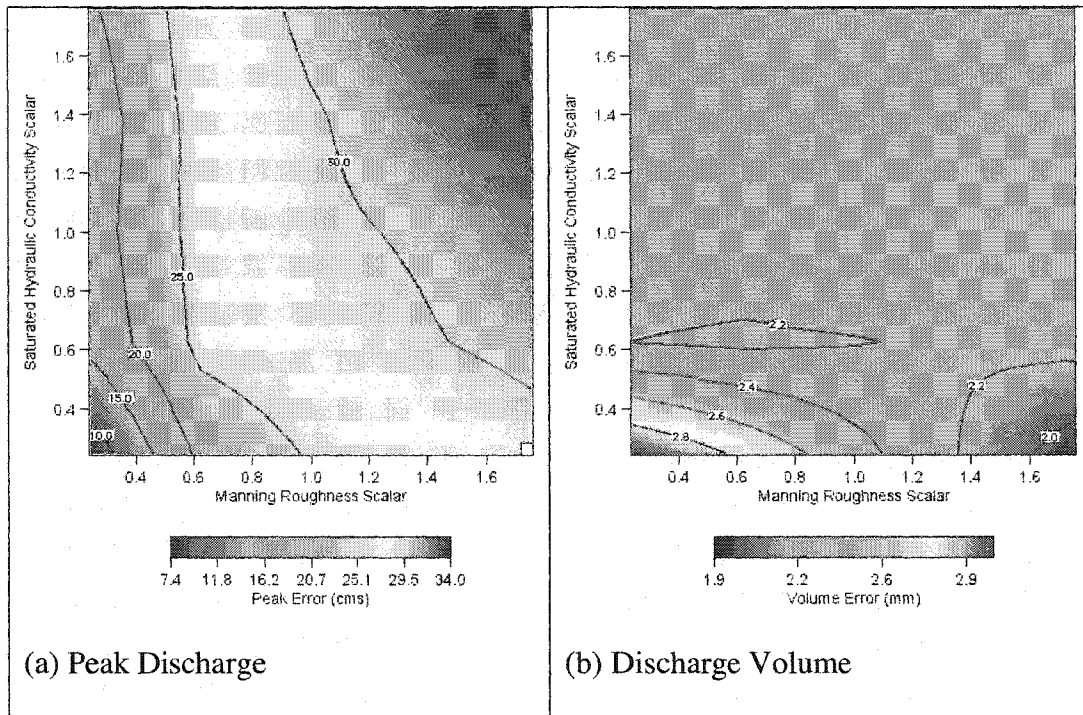 Saturated Hydraulic Conductivity Scalar
1.6
1.4
1.2
1.0
0.8
0.6
0.4
30.0
25.0
20.0
15.0
10.0
0.4 0.6 0.8 1.0 1.2 1.4 1.6
Manning Roughness Scalar
7.4 11.8 16.2 20.7 25.1 29.5 34.0
Peak Error (cms)
(a) Peak Discharge
Saturated Hydraulic Conductivity Scalar
1.6
1.4
1.2
1.0
0.8
0.6
0.4
2.2
2.4
2.2
2.6
2.8
2.0
0.4 0.6 0.8 1.0 1.2 1.4 1.6
Manning Roughness Scalar
1.9 2.2 2.6 2.9
Volume Error (mm)
(b) Discharge Volume